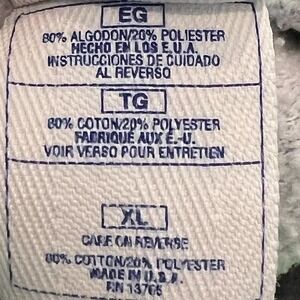 EG
80% ALGODON/20% POLIESTER
HECHO EN LOS E.U.A.
INSTRUCCIONES DE CUIDADO
AL REVERSO
TG
80% COTON/20% POLYESTER
FABRIQUÉ AUX É.-U.
VOIR VERSO POUR ENTRETIEN
XL
CARE ON REVERSE
80% COTTON/20% POLYESTER
MADE IN U.S.A.
RN 13765